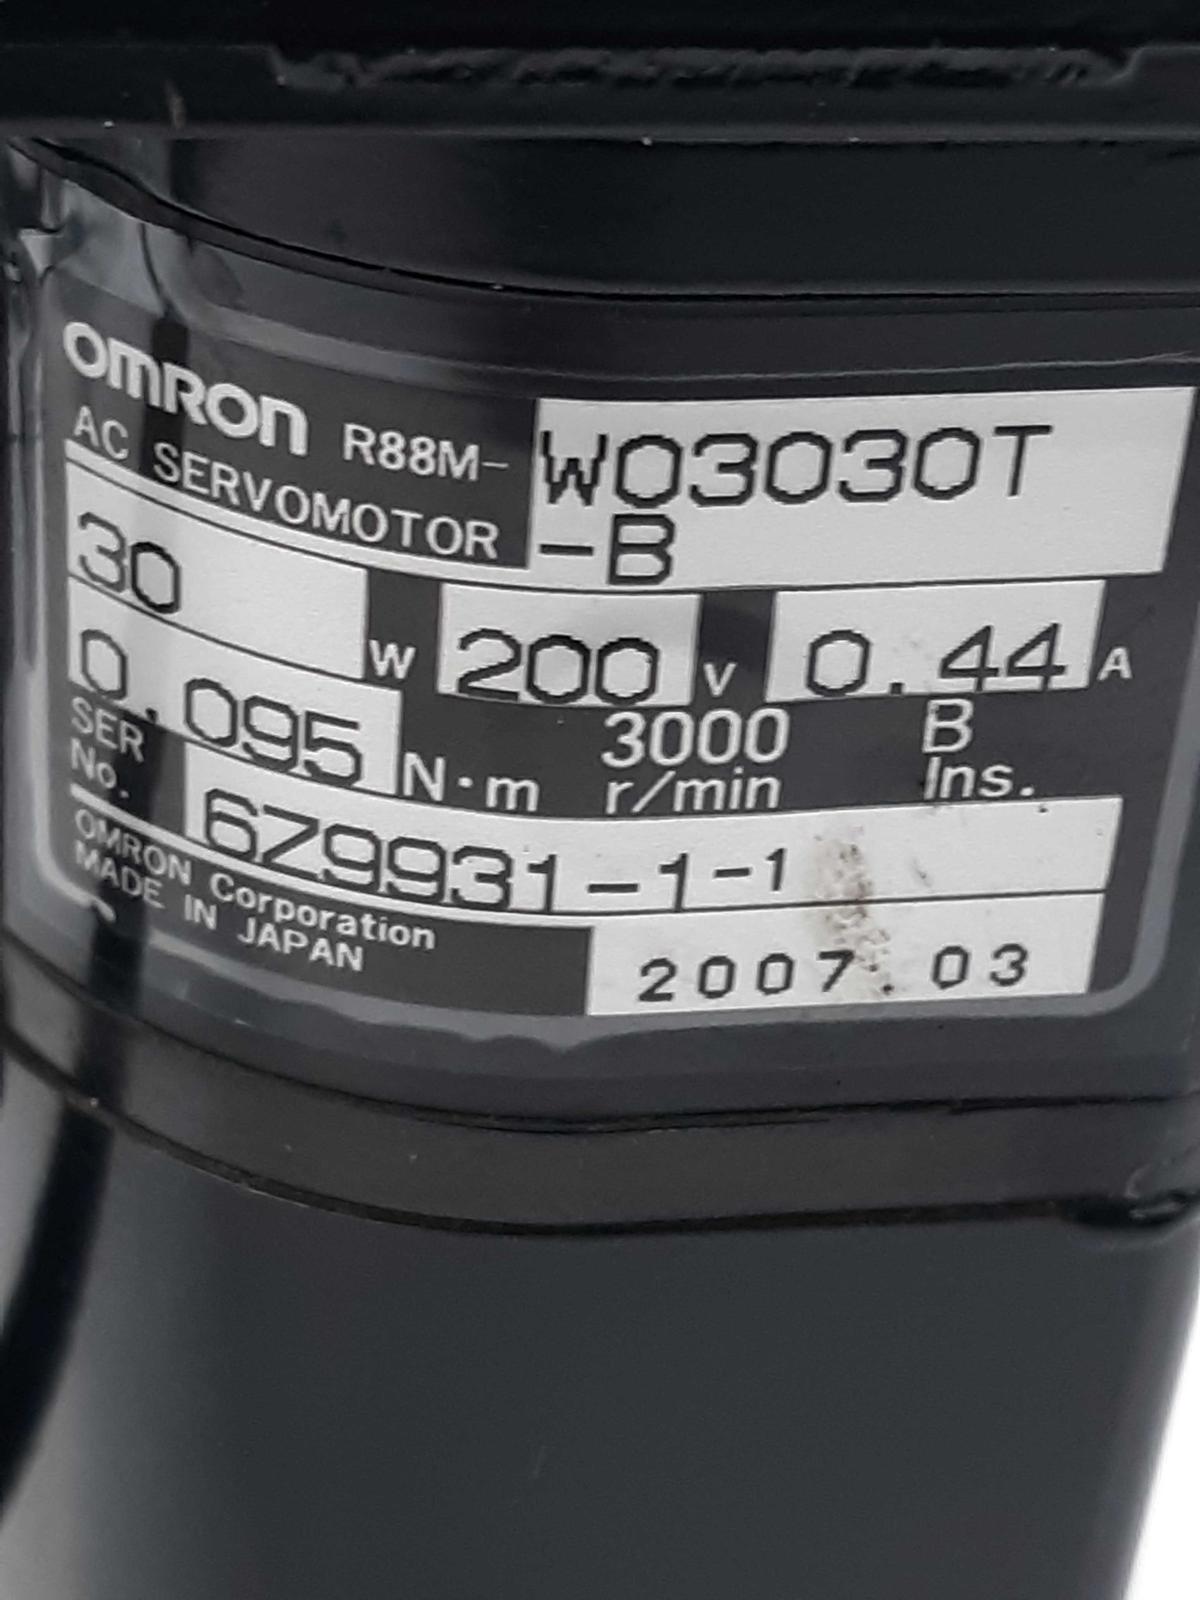 OMRON R88M- W03030T
AC SERVOMOTOR -B
30 W 200 V 0.44 A
0.095 N·m 3000 r/min B Ins.
SER No. 6Z9931-1-1
OMRON Corporation
MADE IN JAPAN 2007.03